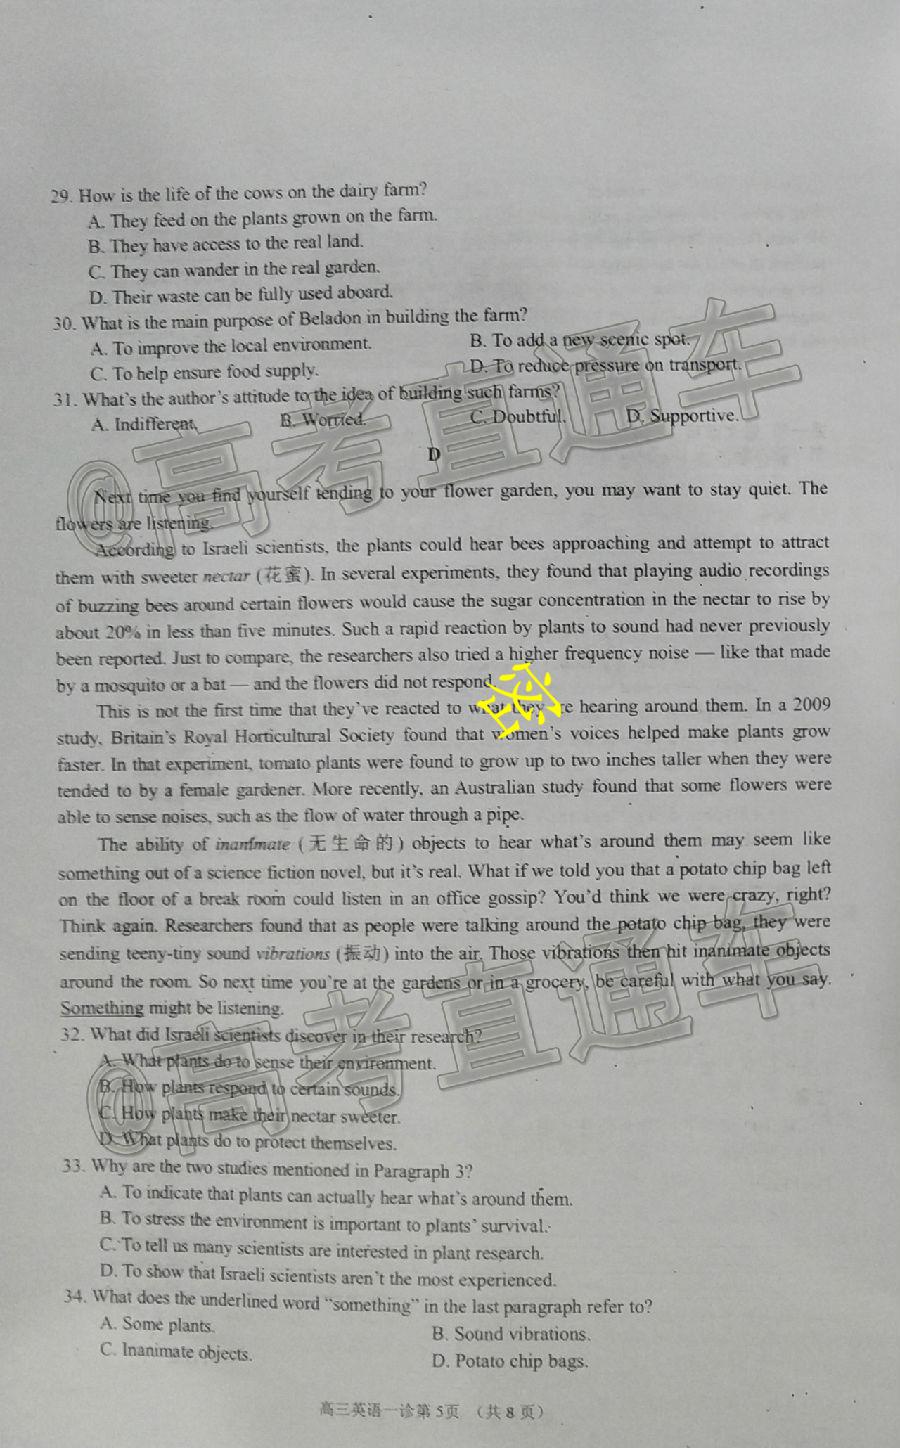 29. How is the life of the cows on the dairy farm?
A. They feed on the plants grown on the farm.
B. They have access to the real land.
C. They can wander in the real garden.
D. Their waste can be fully used aboard.
30. What is the main purpose of Beladon in building the farm?
A. To improve the local environment. B. To add a new scenic spot.
C. To help ensure food supply. D. To reduce pressure on transport.
31. What's the author's attitude to the idea of building such farms?
A. Indifferent. B. Worried. C. Doubtful. D. Supportive.
D
Next time you find yourself tending to your flower garden, you may want to stay quiet. The
flowers are listening.
According to Israeli scientists, the plants could hear bees approaching and attempt to attract
them with sweeter nectar (花蜜). In several experiments, they found that playing audio recordings
of buzzing bees around certain flowers would cause the sugar concentration in the nectar to rise by
about 20% in less than five minutes. Such a rapid reaction by plants to sound had never previously
been reported. Just to compare, the researchers also tried a higher frequency noise — like that made
by a mosquito or a bat — and the flowers did not respond.
This is not the first time that they've reacted to what they're hearing around them. In a 2009
study, Britain's Royal Horticultural Society found that women's voices helped make plants grow
faster. In that experiment, tomato plants were found to grow up to two inches taller when they were
tended to by a female gardener. More recently, an Australian study found that some flowers were
able to sense noises, such as the flow of water through a pipe.
The ability of inanimate (无生命的) objects to hear what's around them may seem like
something out of a science fiction novel, but it's real. What if we told you that a potato chip bag left
on the floor of a break room could listen in an office gossip? You'd think we were crazy, right?
Think again. Researchers found that as people were talking around the potato chip bag, they were
sending teeny-tiny sound vibrations (振动) into the air. Those vibrations then hit inanimate objects
around the room. So next time you're at the gardens or in a grocery, be careful with what you say.
Something might be listening.
32. What did Israeli scientists discover in their research?
A. What plants do to sense their environment.
B. How plants respond to certain sounds.
C. How plants make their nectar sweeter.
D. What plants do to protect themselves.
33. Why are the two studies mentioned in Paragraph 3?
A. To indicate that plants can actually hear what's around them.
B. To stress the environment is important to plants' survival.
C. To tell us many scientists are interested in plant research.
D. To show that Israeli scientists aren't the most experienced.
34. What does the underlined word “something” in the last paragraph refer to?
A. Some plants. B. Sound vibrations.
C. Inanimate objects. D. Potato chip bags.
高三英语一诊第 5页 (共 8 页)
@高考直通车
@高考直通车
密